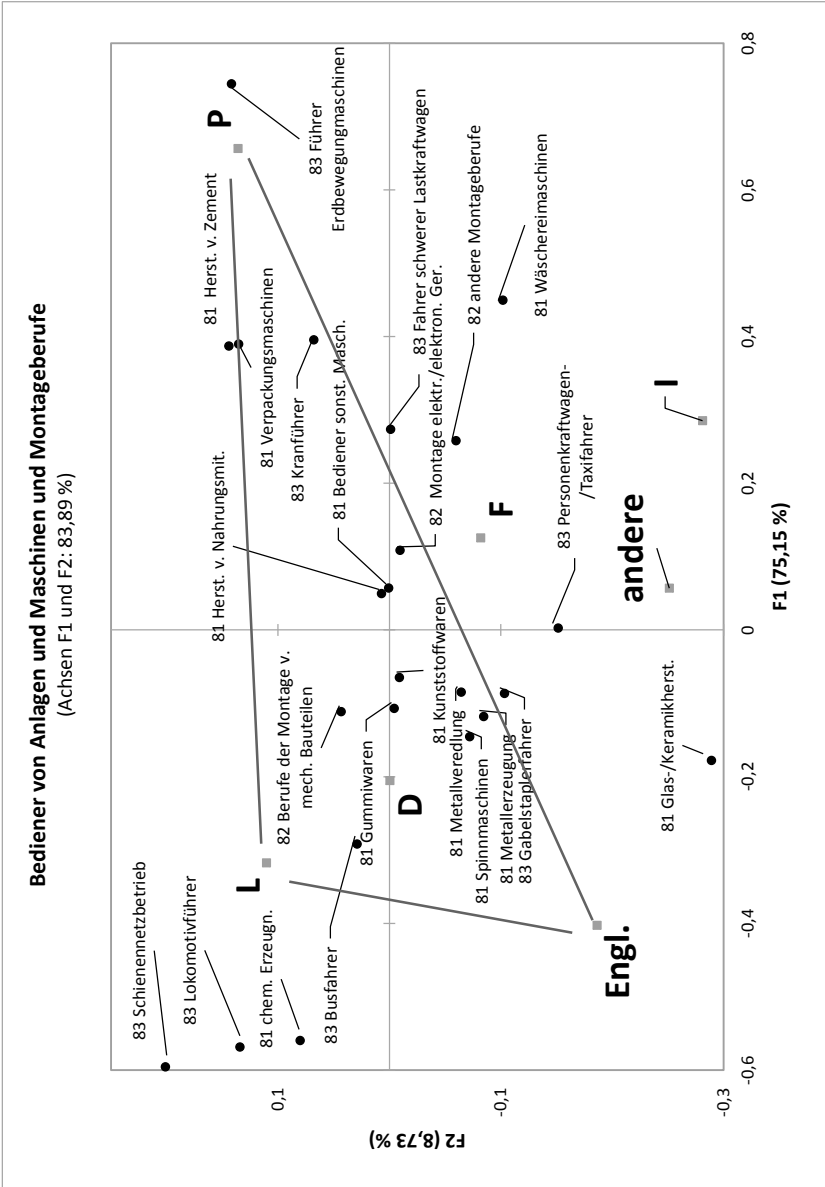 Bediener von Anlagen und Maschinen und Montageberufe
(Achsen F1 und F2: 83,89 %)
83 Schienennetzbetrieb
83 Lokomotivführer
81 chem. Erzeugn.
83 Busfahrer
L
82 Berufe der Montage v.
mech. Bauteilen
81 Gummiwaren
D
81 Herst. v. Nahrungsmit.
81 Bediener sonst. Masch.
83 Kranführer
81 Verpackungsmaschinen
81 Herst. v. Zement
P
83 Führer
Erdbewegungmaschinen
83 Fahrer schwerer Lastkraftwagen
82 Montage elektr./elektron. Ger.
82 andere Montageberufe
81 Wäschereimaschinen
F
81 Kunststoffwaren
81 Metallveredlung
81 Spinnmaschinen
81 Metallerzeugung
83 Gabelstaplerfahrer
83 Personenkraftwagen-
/Taxifahrer
Engl.
andere
I
81 Glas-/Keramikherst.
F2 (8,73 %)
0,1
-0,1
-0,3
-0,6
-0,4
-0,2
0
0,2
0,4
0,6
0,8
F1 (75,15 %)